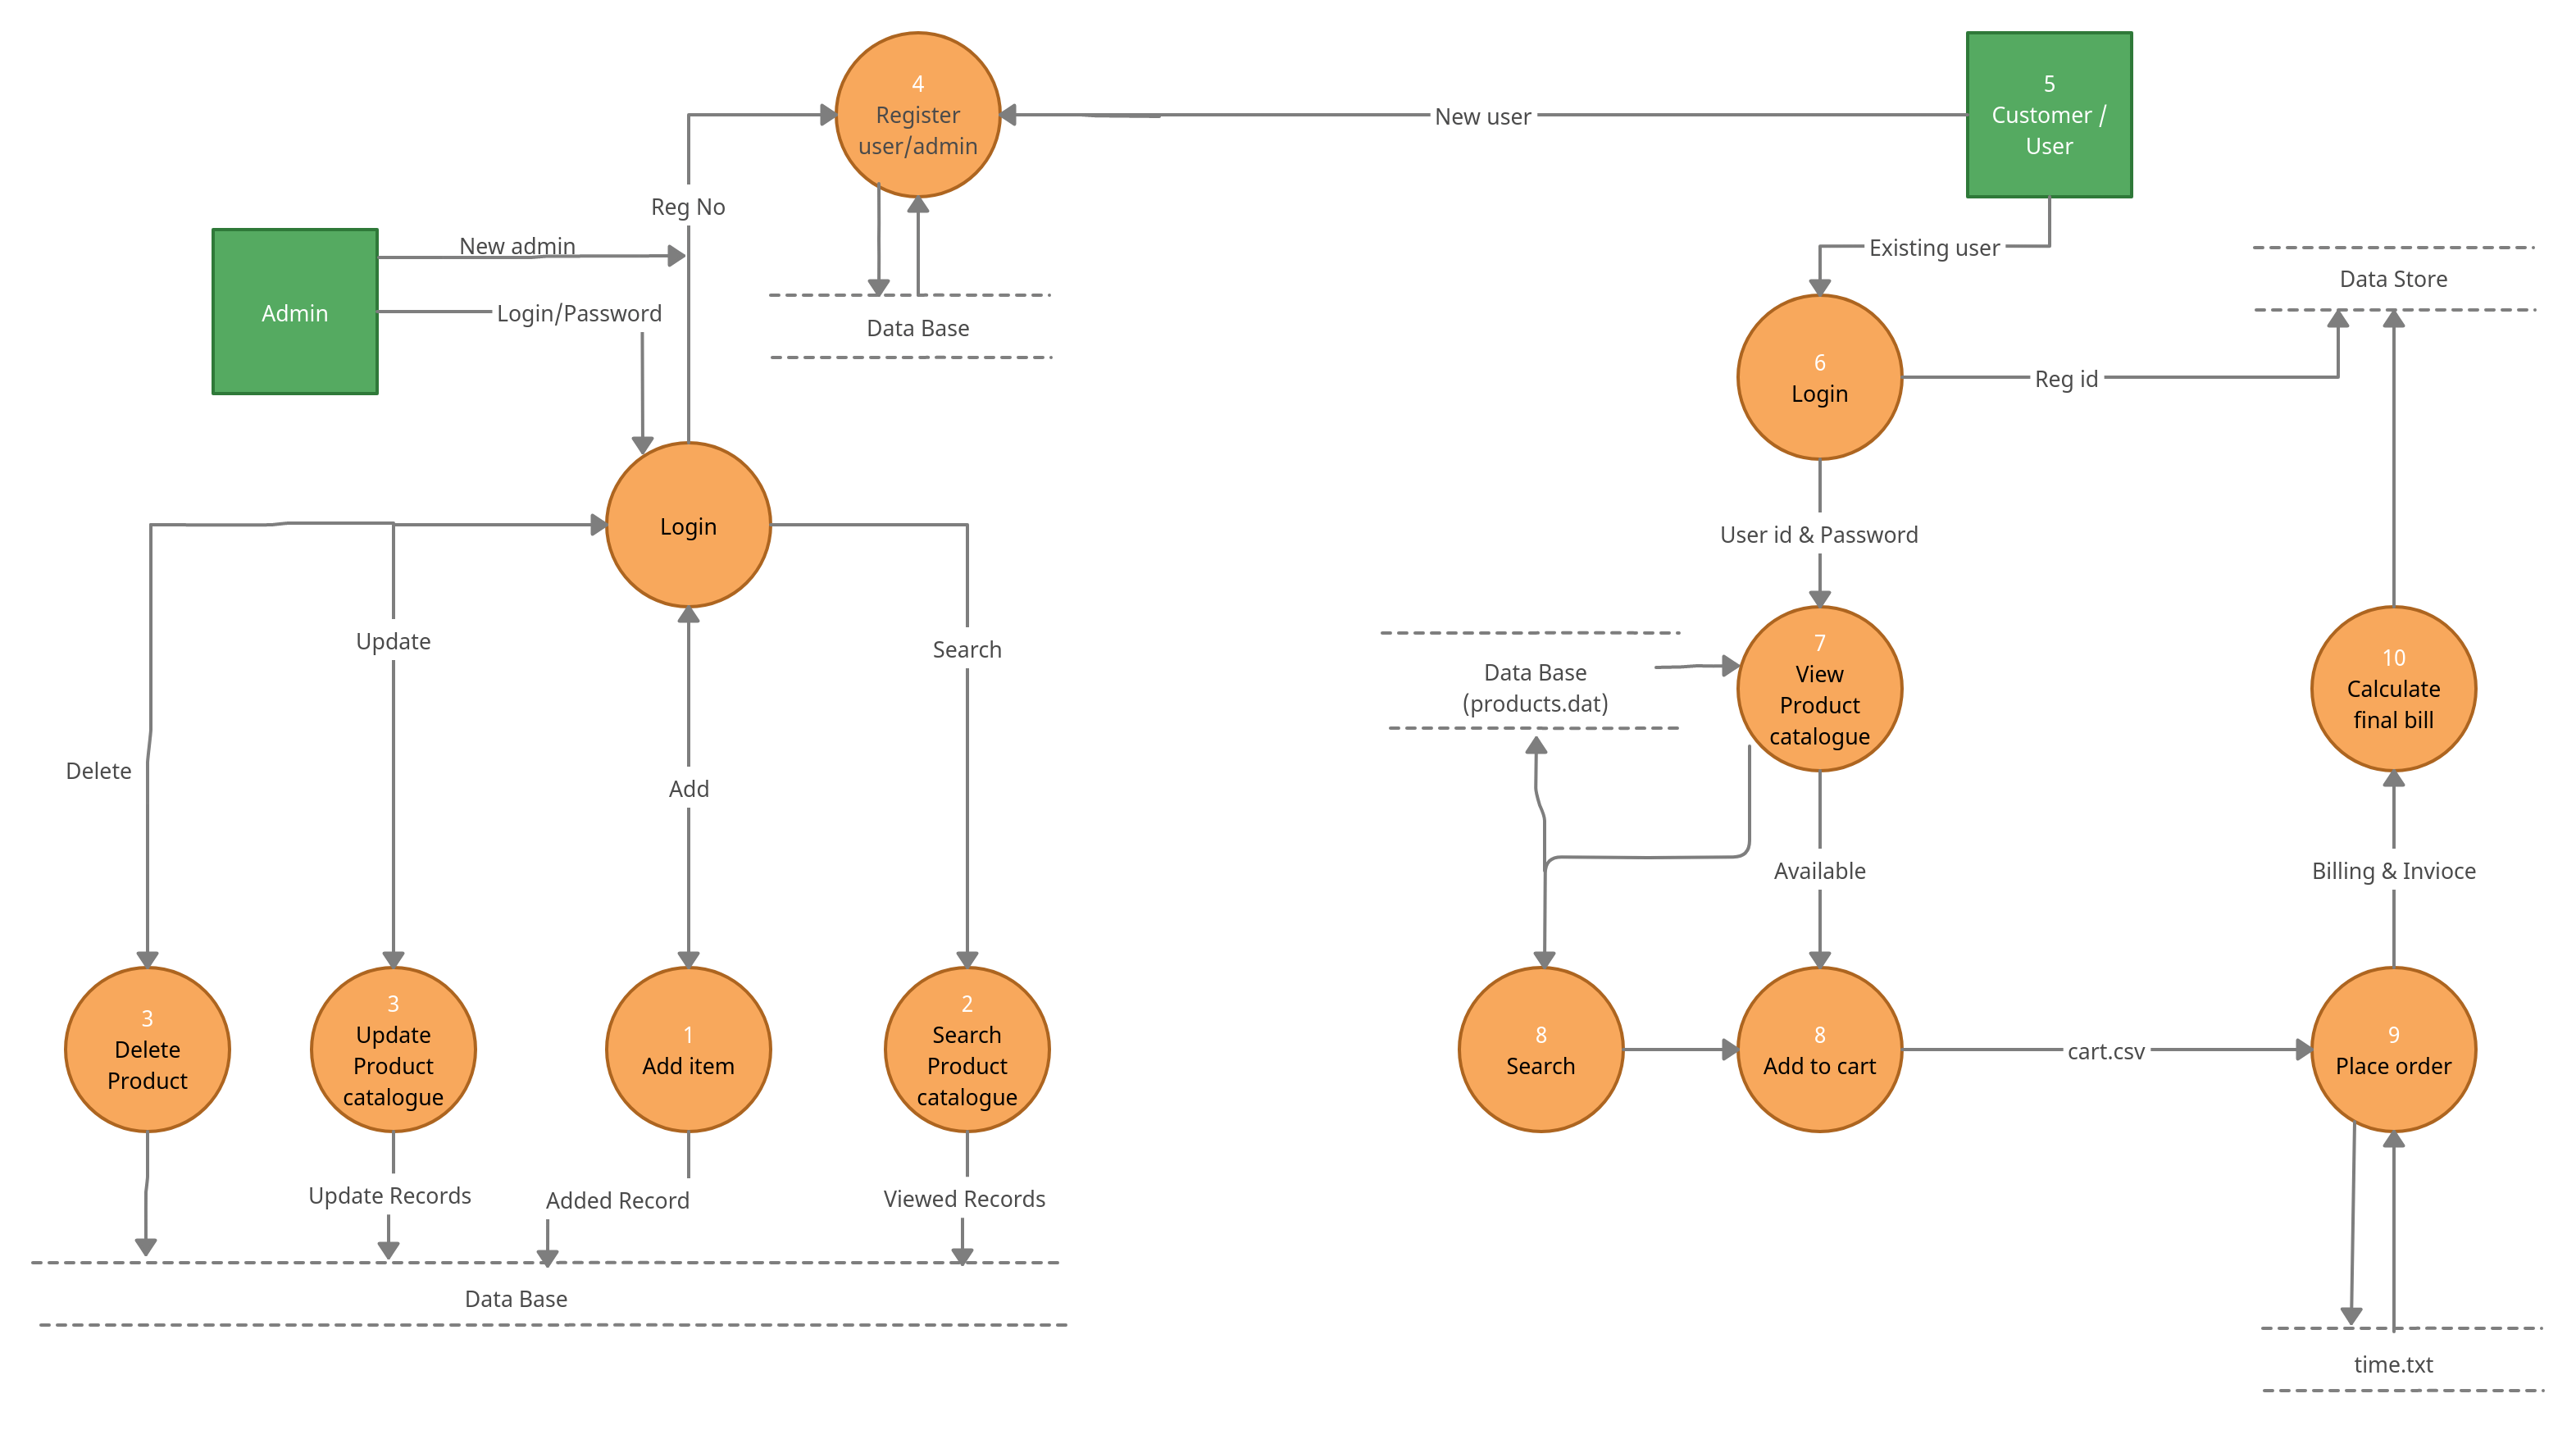 4
Register
user/admin
New user
5
Customer /
User
Reg No
New admin
Admin
Login/Password
Data Base
Existing user
Data Store
6
Login
Reg id
Login
User id & Password
Update
Search
Delete
Add
Data Base
(products.dat)
7
View
Product
catalogue
10
Calculate
final bill
Available
Billing & Invioce
3
Delete
Product
3
Update
Product
catalogue
1
Add item
2
Search
Product
catalogue
8
Search
8
Add to cart
cart.csv
9
Place order
Update Records
Added Record
Viewed Records
Data Base
time.txt